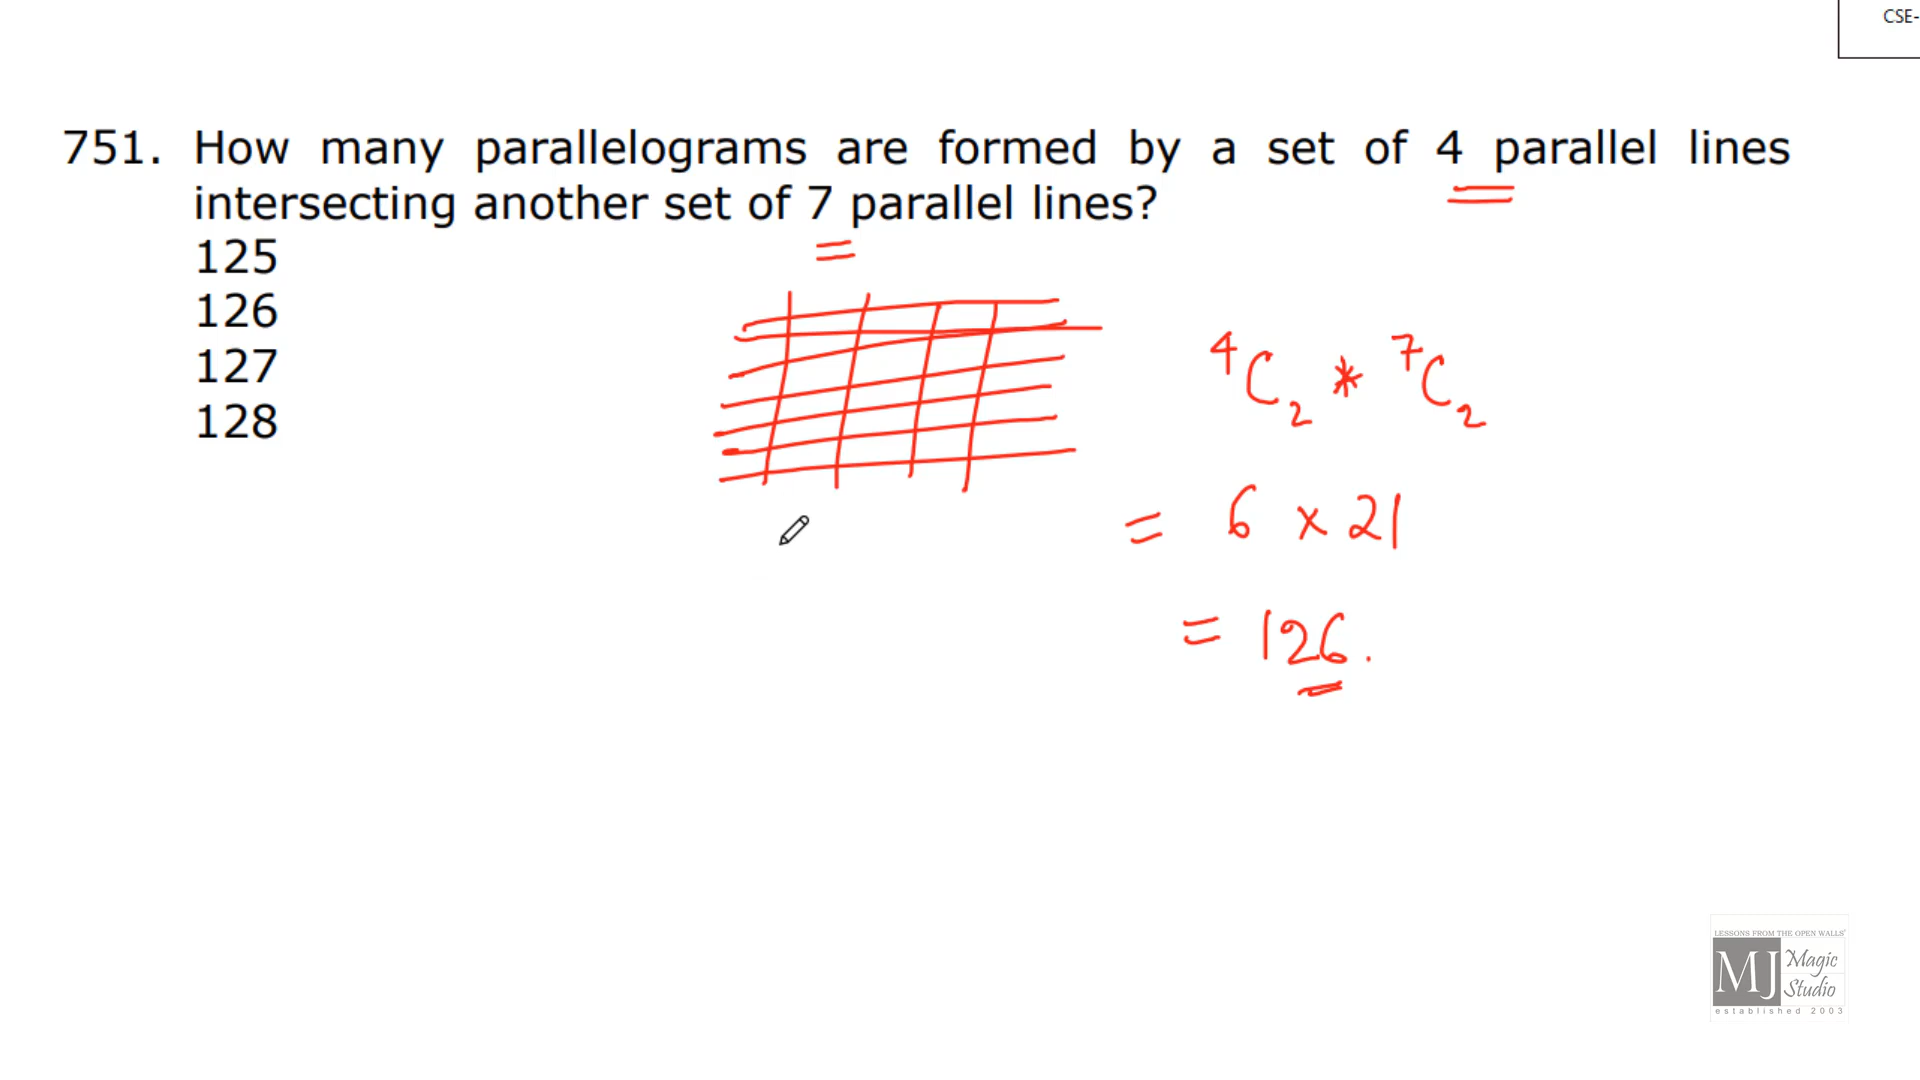 CSE-
751. How many parallelograms are formed by a set of 4 parallel lines
intersecting another set of 7 parallel lines?
125
126
127
128
⁴C₂ * ⁷C₂
= 6 x 21
= 126.
LESSONS FROM THE OPEN WALLS
MJ Magic
Studio
established 2003